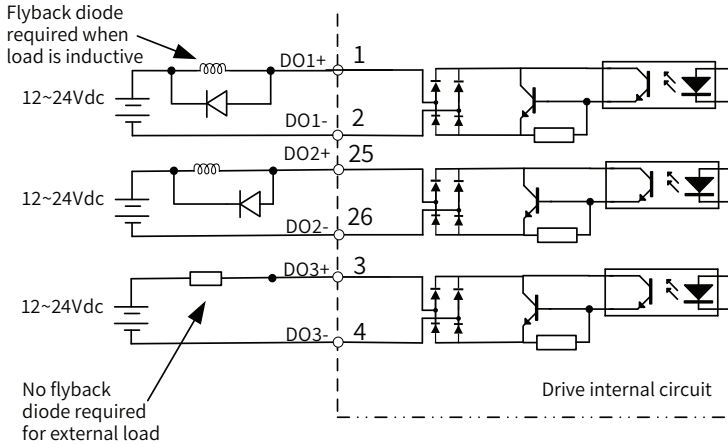 Flyback diode
required when
load is inductive
DO1+ 1
12~24Vdc
DO1- 2
DO2+ 25
12~24Vdc
DO2- 26
DO3+ 3
12~24Vdc
DO3- 4
No flyback
diode required
for external load
Drive internal circuit